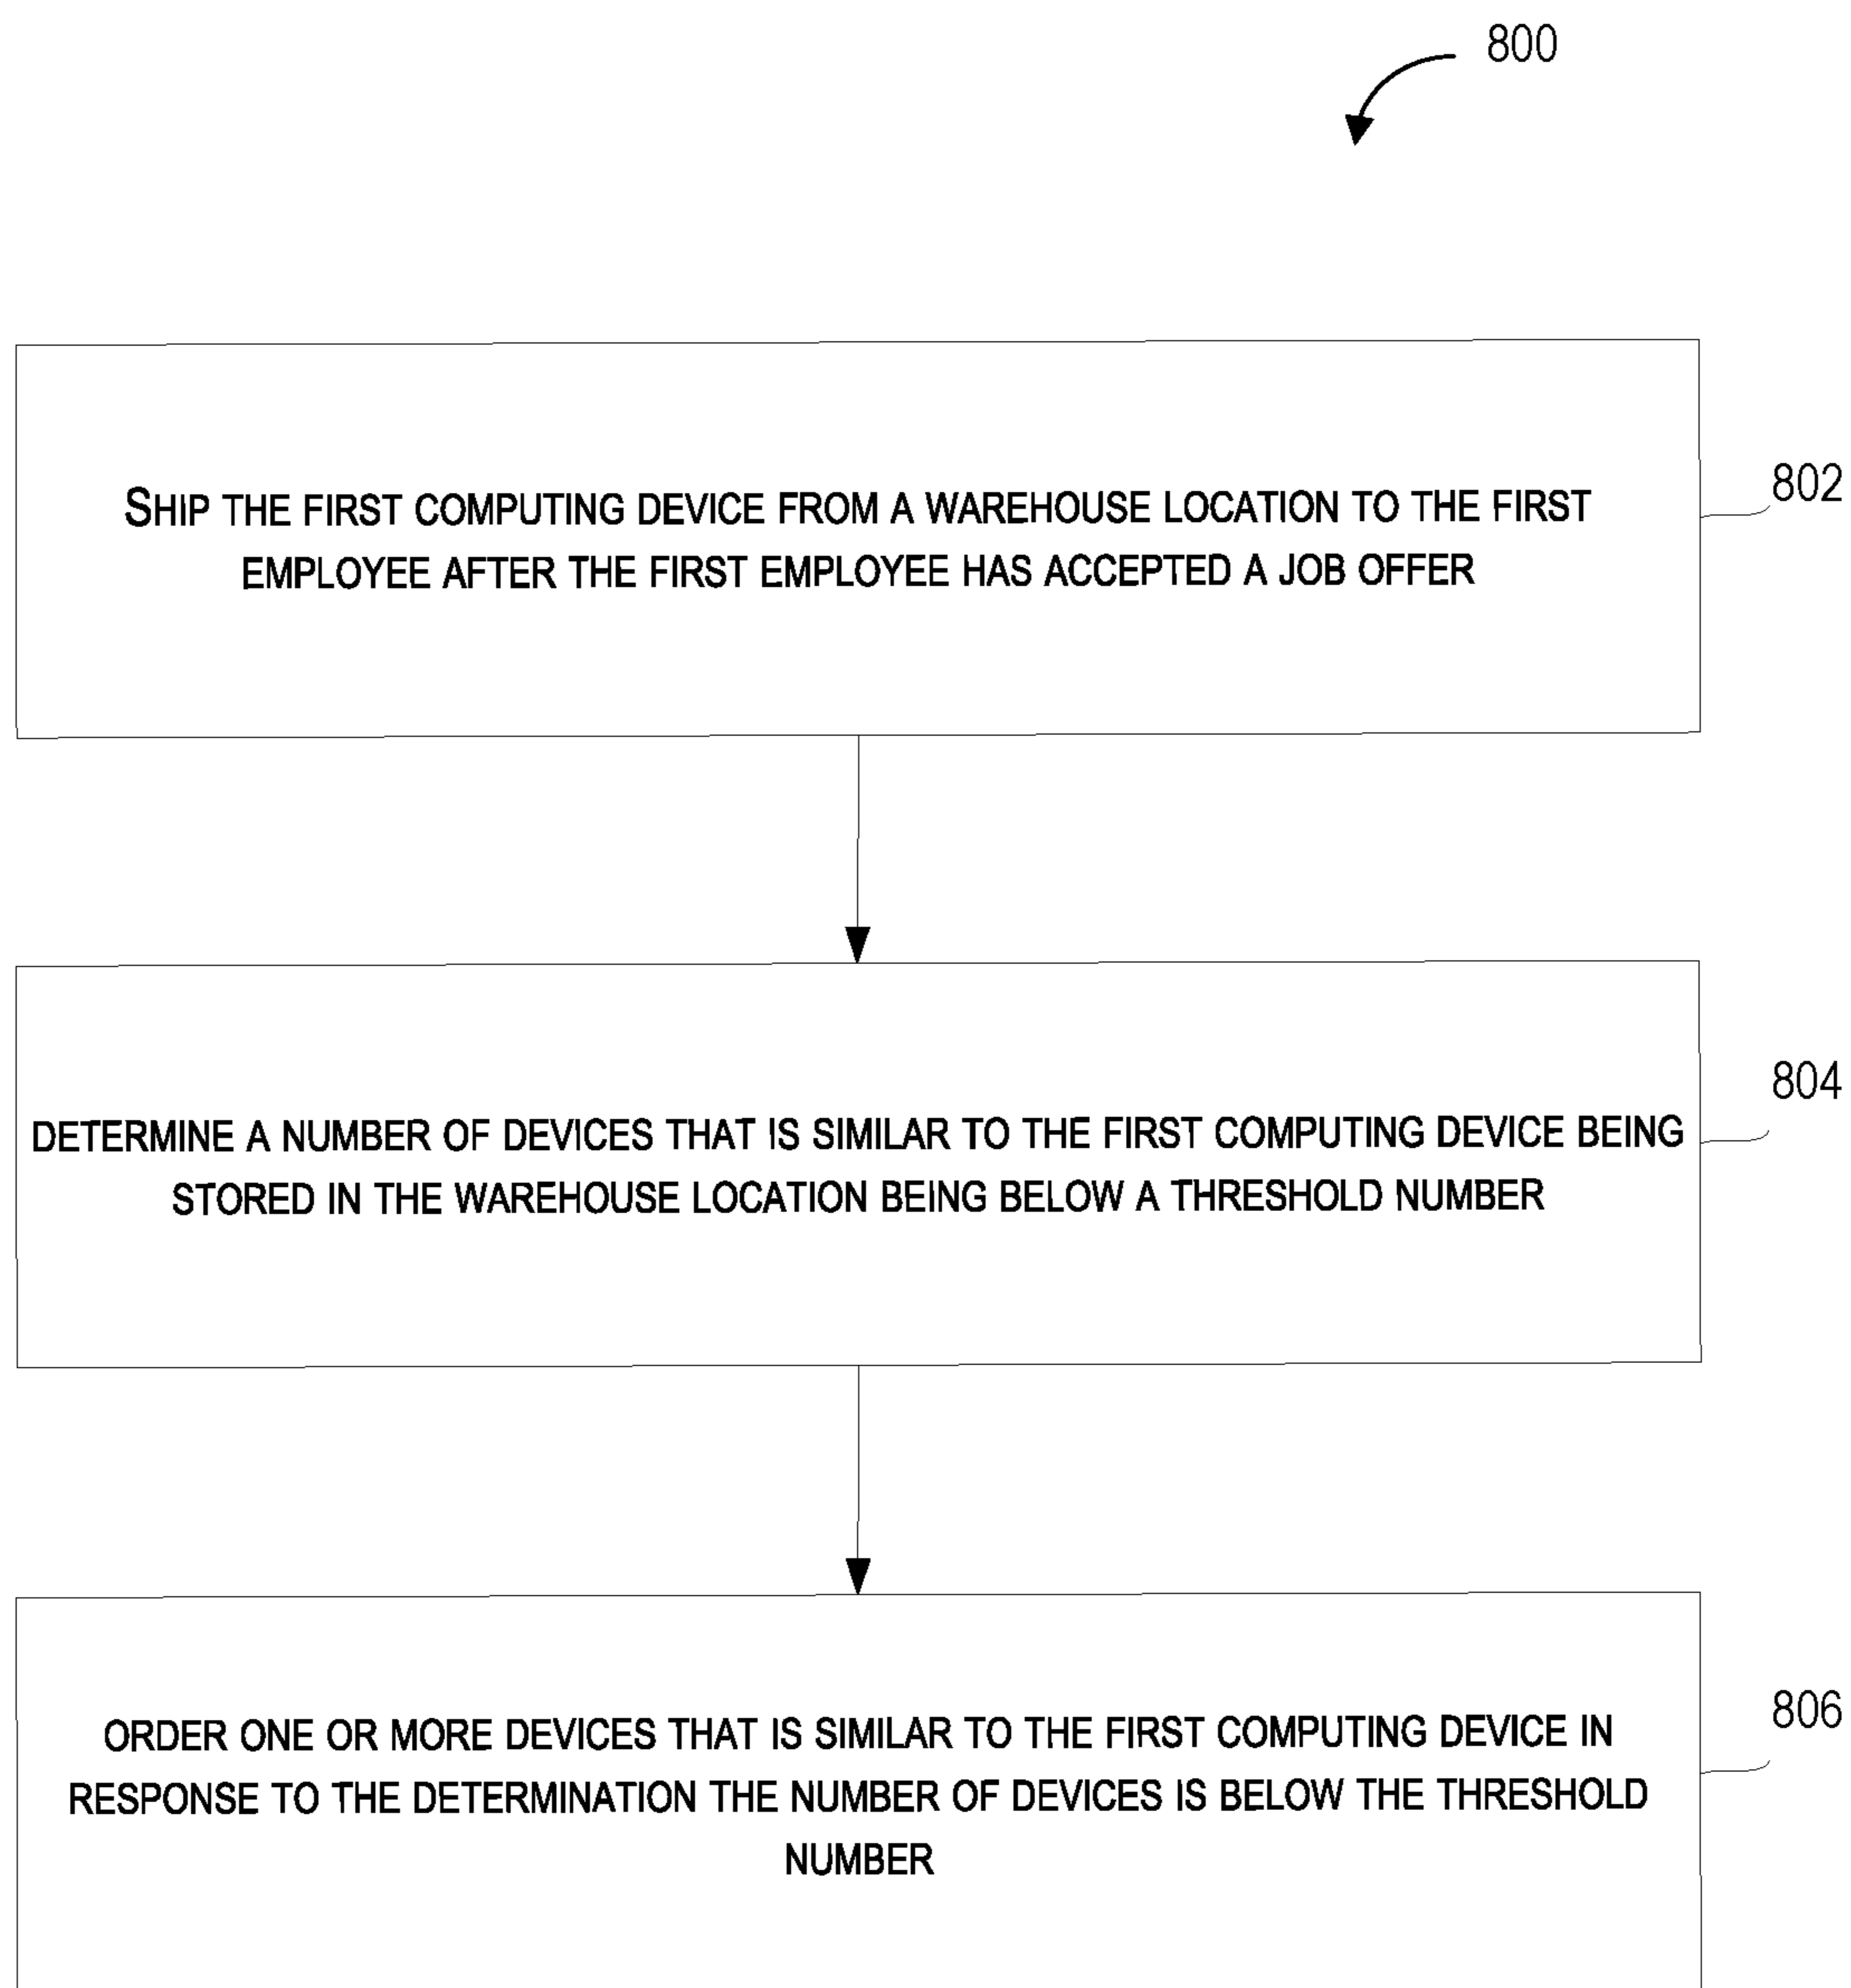 800
SHIP THE FIRST COMPUTING DEVICE FROM A WAREHOUSE LOCATION TO THE FIRST
EMPLOYEE AFTER THE FIRST EMPLOYEE HAS ACCEPTED A JOB OFFER
802
DETERMINE A NUMBER OF DEVICES THAT IS SIMILAR TO THE FIRST COMPUTING DEVICE BEING
STORED IN THE WAREHOUSE LOCATION BEING BELOW A THRESHOLD NUMBER
804
ORDER ONE OR MORE DEVICES THAT IS SIMILAR TO THE FIRST COMPUTING DEVICE IN
RESPONSE TO THE DETERMINATION THE NUMBER OF DEVICES IS BELOW THE THRESHOLD
NUMBER
806